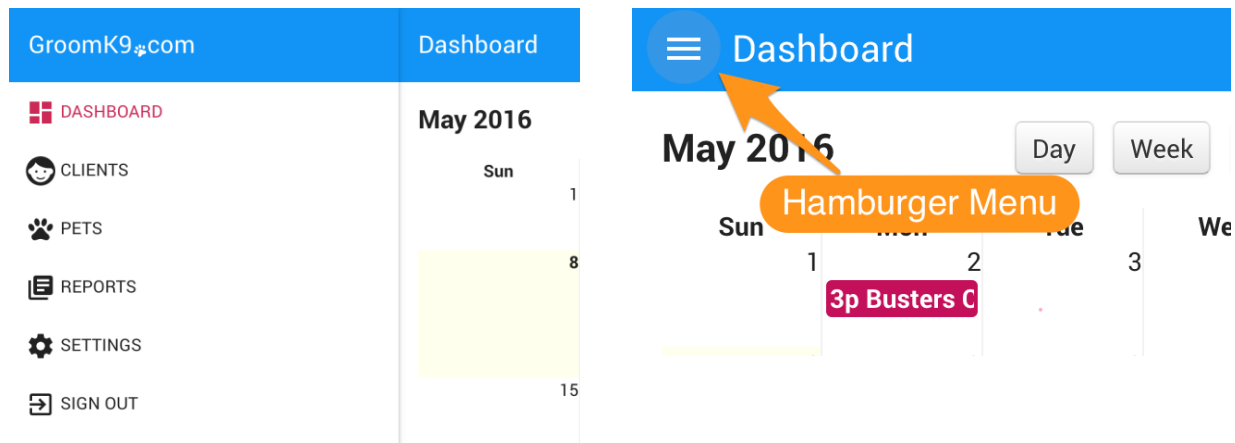 GroomK9.com
DASHBOARD
CLIENTS
PETS
REPORTS
SETTINGS
SIGN OUT
Dashboard
May 2016
Sun
1
8
15
Dashboard
May 2016
Day Week
Hamburger Menu
Sun Mon Tue We
1 2 3
3p Busters C